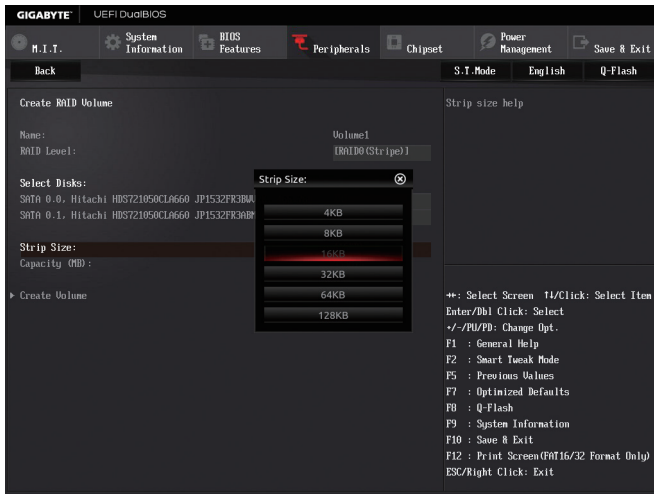 GIGABYTE™ UEFI DualBIOS
M.I.T. System Information BIOS Features Peripherals Chipset Power Management Save & Exit
Back S.T.Mode English Q-Flash
Create RAID Volume
Strip size help
Name: Volume1
RAID Level: [RAID0(Stripe)]
Select Disks:
SATA 0.0, Hitachi HDS721050CLA660
SATA 0.1, Hitachi HDS721050CLA660
Strip Size:
Capacity (MB):
Create Volume
Strip Size:
4KB
8KB
16KB
32KB
64KB
128KB
→←: Select Screen ↑↓/Click: Select Item
Enter/Dbl Click: Select
+/-/PU/PD: Change Opt.
F1 : General Help
F2 : Smart Tweak Mode
F5 : Previous Values
F7 : Optimized Defaults
F8 : Q-Flash
F9 : System Information
F10 : Save & Exit
F12 : Print Screen(FAT16/32 Format Only)
ESC/Right Click: Exit